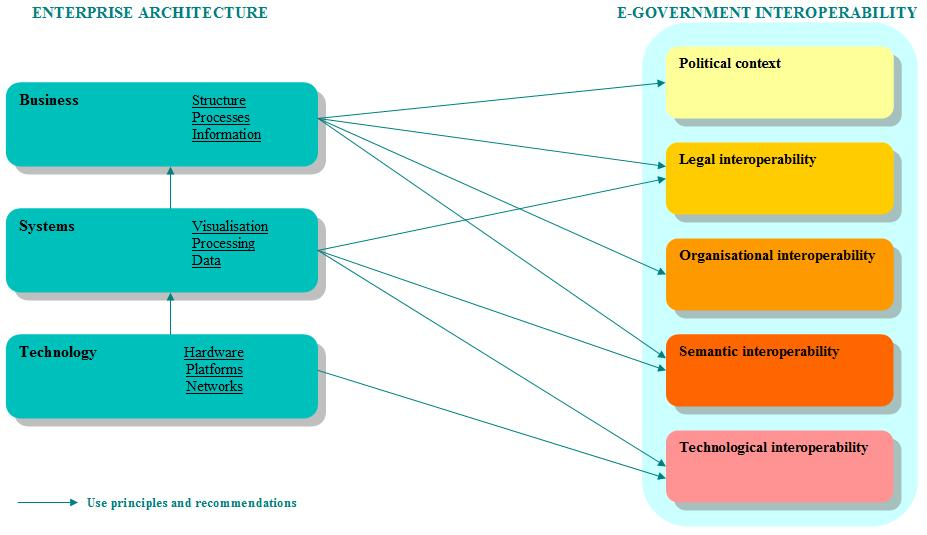 ENTERPRISE ARCHITECTURE
E-GOVERNMENT INTEROPERABILITY
Business
Structure
Processes
Information
Systems
Visualisation
Processing
Data
Technology
Hardware
Platforms
Networks
Political context
Legal interoperability
Organisational interoperability
Semantic interoperability
Technological interoperability
Use principles and recommendations